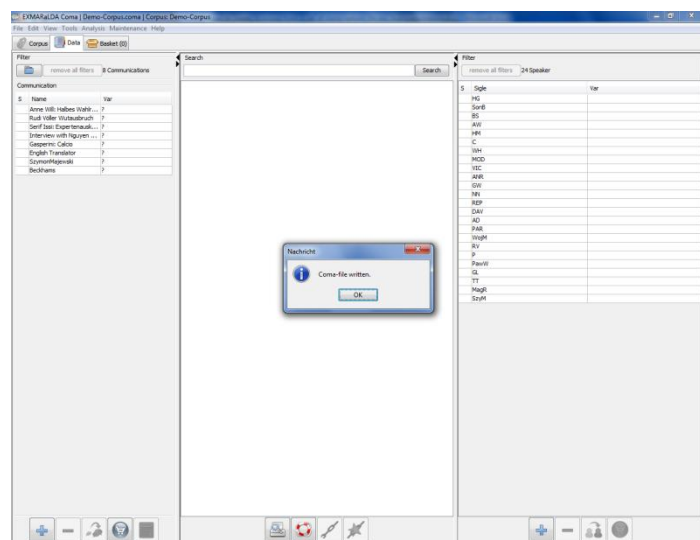 EXMARaLDA Coma | Demo-Corpus.coma | Corpus: Demo-Corpus
File Edit View Tools Analysis Maintenance Help
Corpus Data Basket (0)
Filter
remove all filters 8 Communications
Communication
S Name Var
Anne Will: Halbes Wahlr... ?
Rudi Völler Wutausbruch ?
Serif Issi: Expertenausk... ?
Interview with Nguyen ... ?
Gasperini: Calcio ?
English Translator ?
SzymonMajewski ?
Beckhams ?
Search
Search
Nachricht
Coma-file written.
OK
Filter
remove all filters 24 Speaker
S Sigle Var
HG
SonB
BS
AW
HM
C
WH
MOD
VIC
ANR
GW
NN
REP
DAV
AD
PAR
WojM
RV
P
PawW
GL
TT
MagR
SzyM